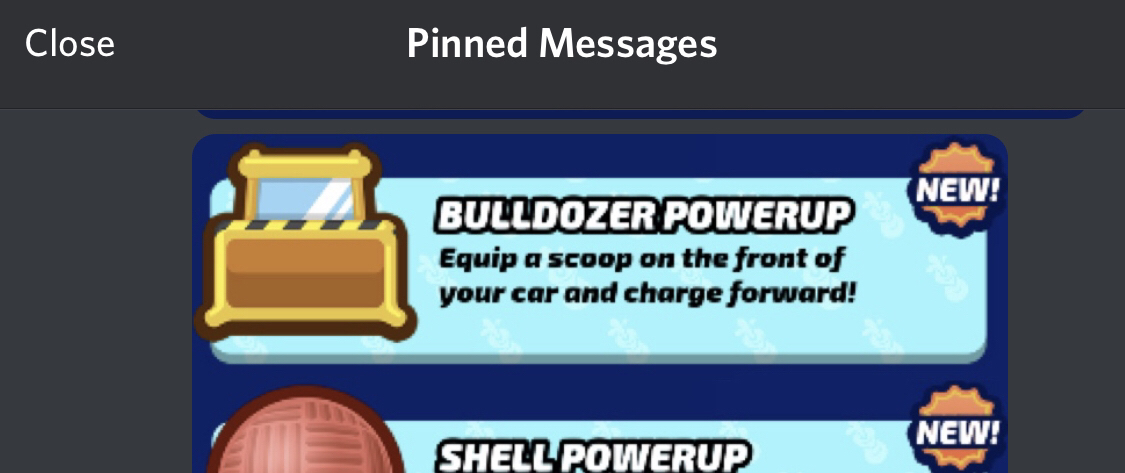 Close
Pinned Messages
NEW!
BULLDOZER POWERUP
Equip a scoop on the front of
your car and charge forward!
NEW!
SHELL POWERUP